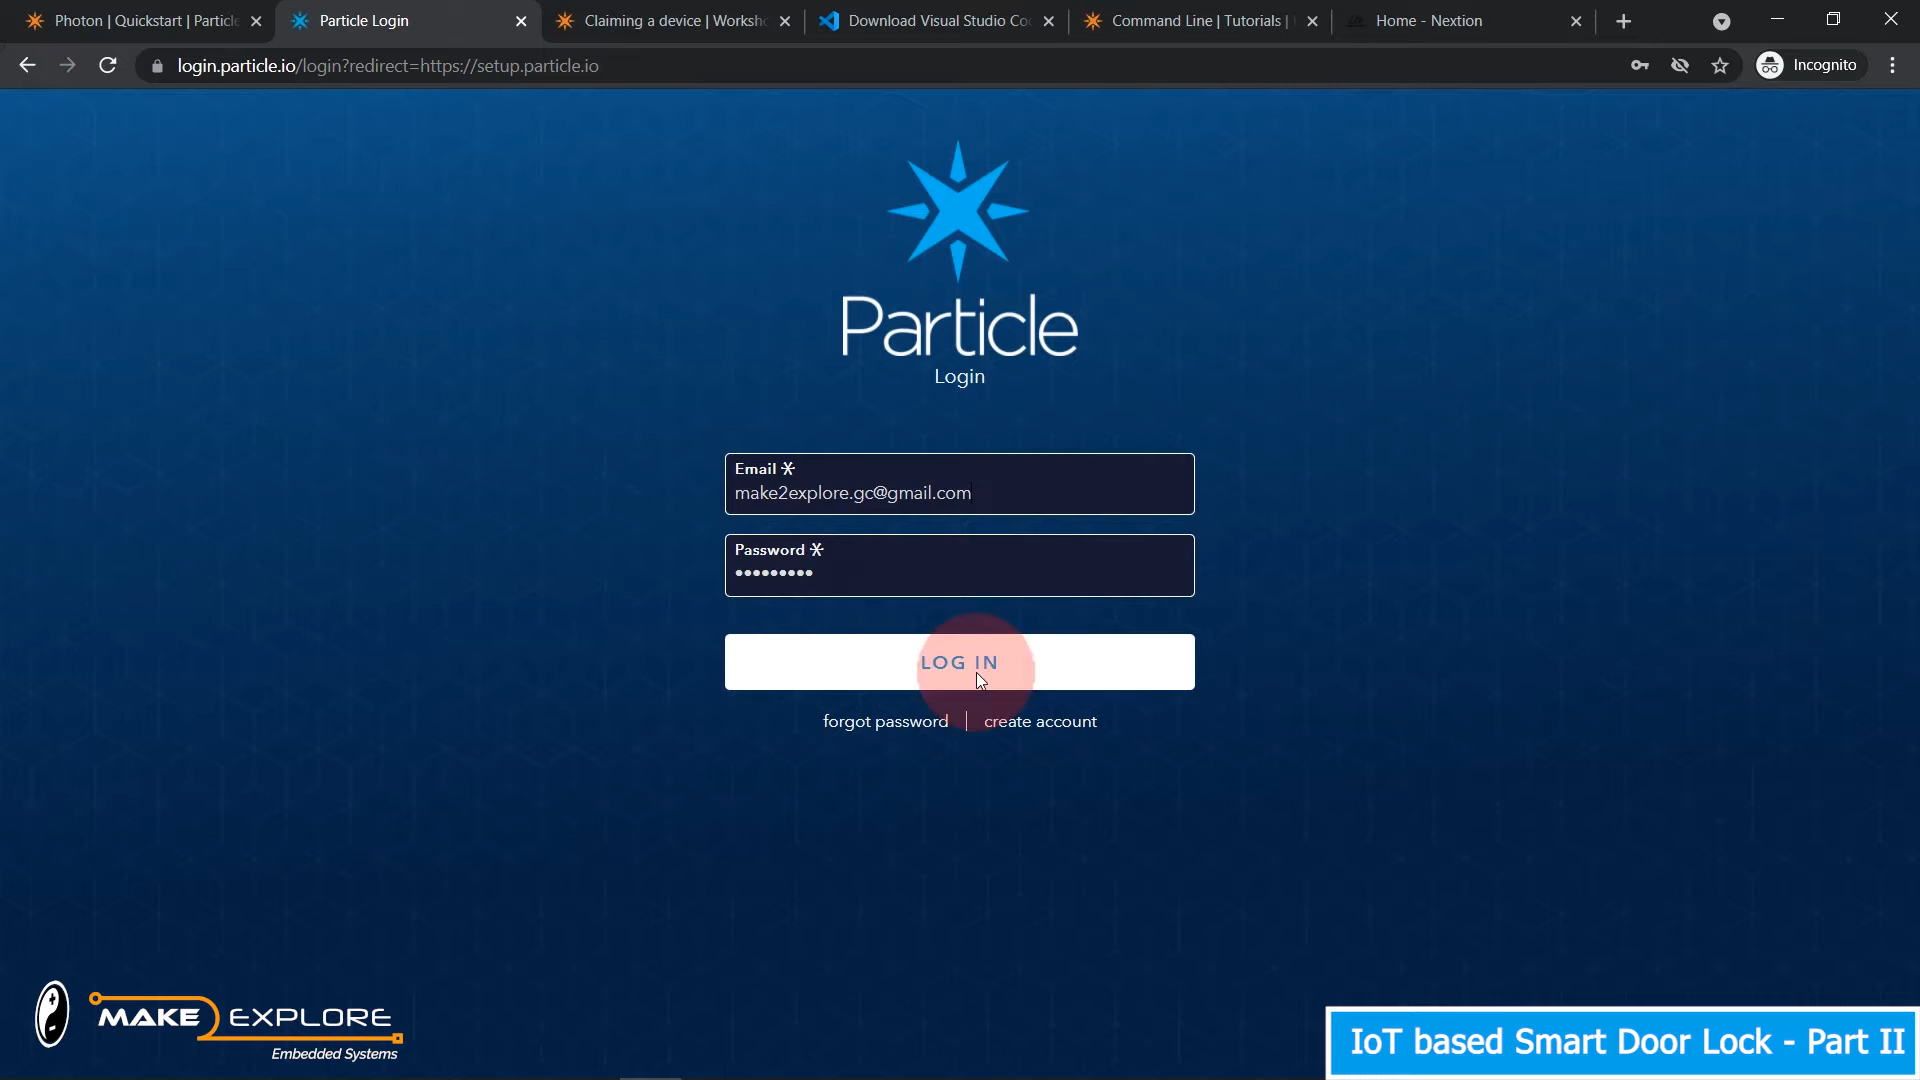 Photon | Quickstart | Particle
Particle Login
Claiming a device | Worksho
Download Visual Studio Co
Command Line | Tutorials |
Home - Nextion
login.particle.io/login?redirect=https://setup.particle.io
Incognito
Particle
Login
Email
make2explore.gc@gmail.com
Password
LOG IN
forgot password | create account
MAKE EXPLORE
Embedded Systems
IoT based Smart Door Lock - Part II